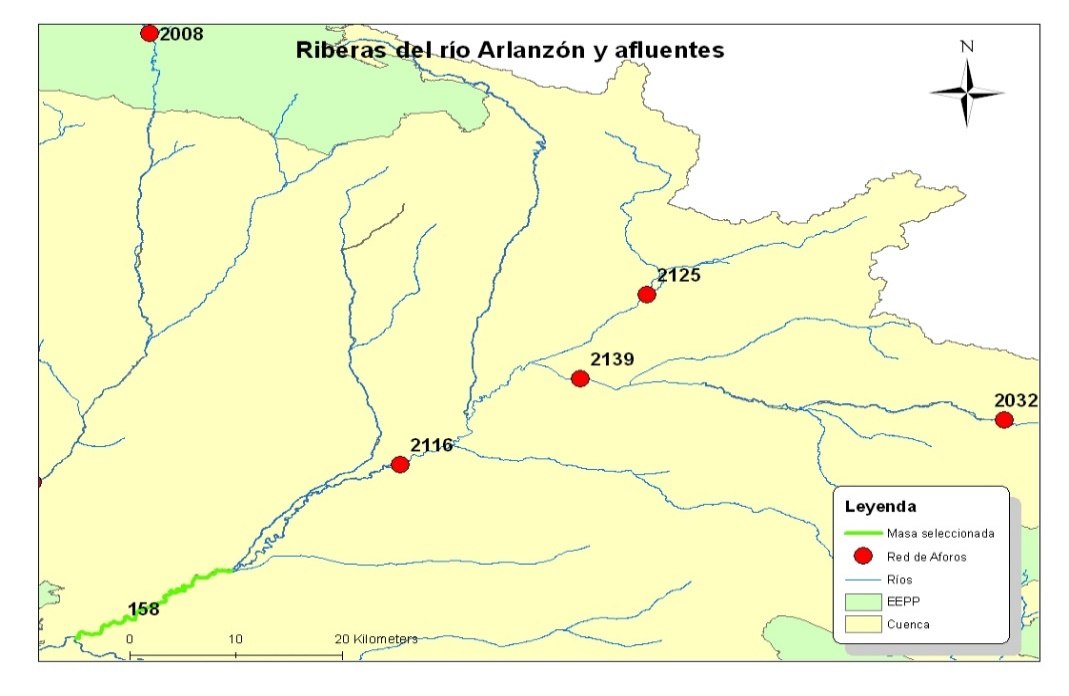 2008
Riberas del río Arlanzón y afluentes
N
2125
2139
2032
2116
158
0 10 20 Kilometers
Leyenda
Masa seleccionada
Red de Aforos
Ríos
EEPP
Cuenca